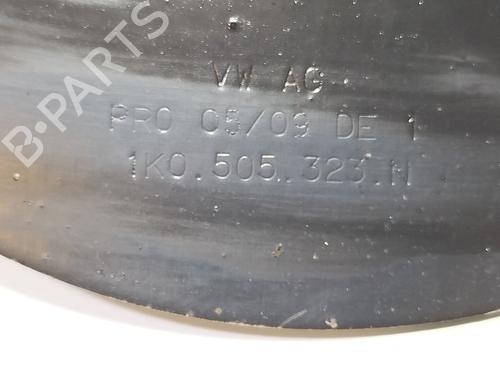 B-PARTS
VW AG
PRO 05/09 DE 1
1K0.505.323.N